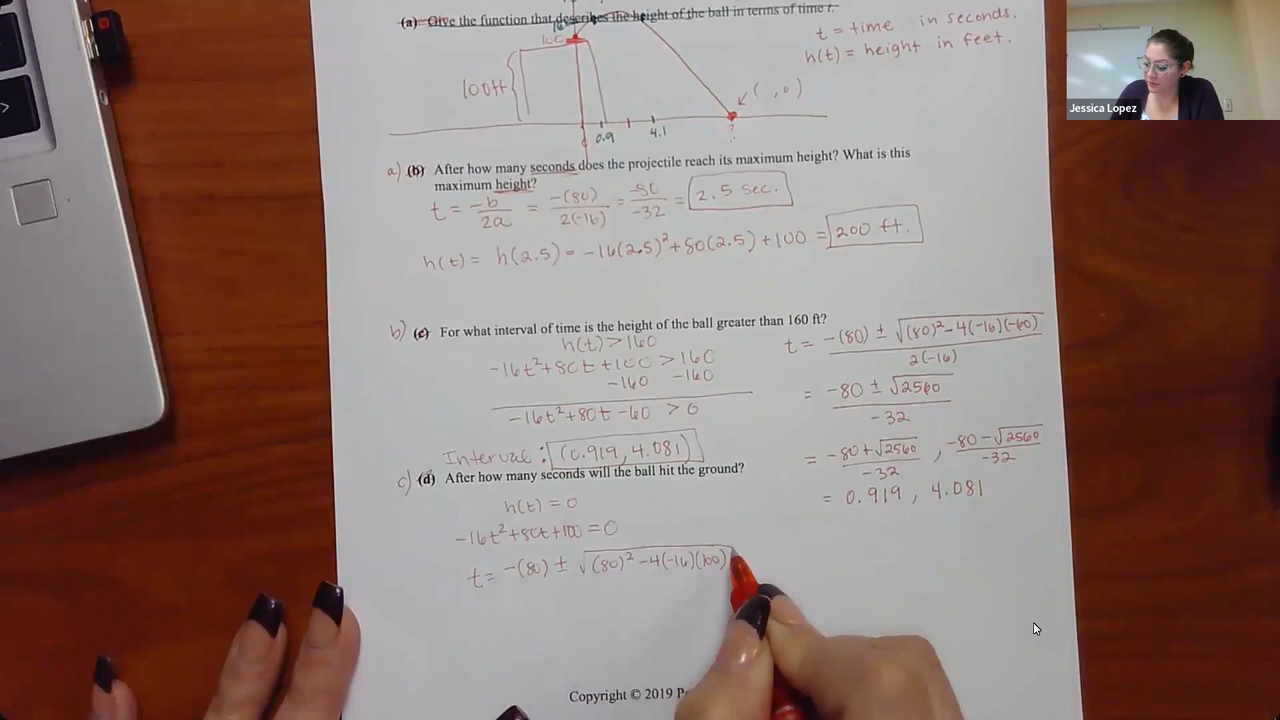 (a) Give the function that describes the height of the ball in terms of time t.
t = time in seconds.
h(t) = height in feet.
Jessica Lopez
100
100ft
( , 0)
0.9
4.1
?
a) (b) After how many seconds does the projectile reach its maximum height? What is this
maximum height?
t = -b/2a = -(80)/2(-16) = -80/-32 = 2.5 sec.
h(t) = h(2.5) = -16(2.5)²+80(2.5)+100 = 200 ft.
b) (c) For what interval of time is the height of the ball greater than 160 ft?
h(t) > 160
-16t²+80t+100 > 160
-160 -160
-16t²+80t-60 > 0
Interval: (0.919, 4.081)
t = -(80) ± √(80)²-4(-16)(-60) / 2(-16)
= -80 ± √2560 / -32
= -80+√2560 / -32 , -80-√2560 / -32
= 0.919, 4.081
c) (d) After how many seconds will the ball hit the ground?
h(t) = 0
-16t²+80t+100 = 0
t = -(80) ± √(80)²-4(-16)(100)
Copyright © 2019